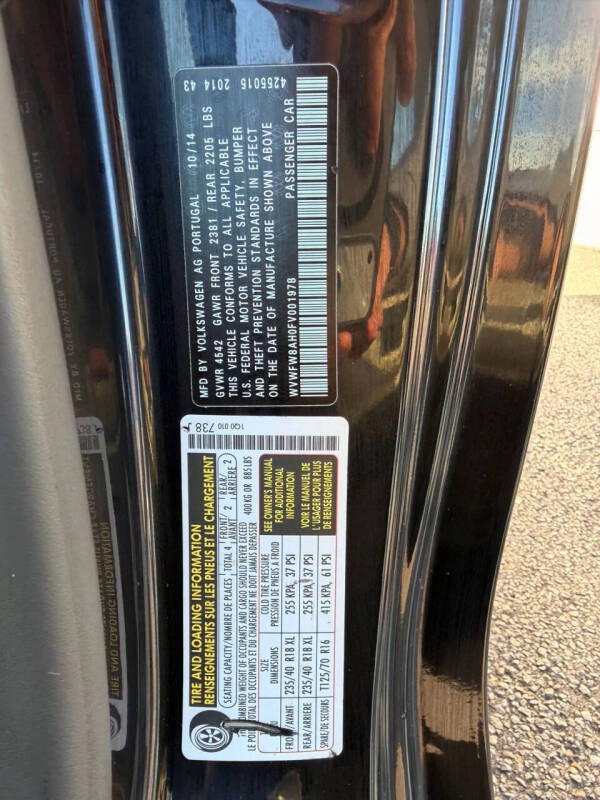 MFD BY VOLKSWAGEN AG PORTUGAL 10/14 2014 43 4255015
GVWR 4542 GAWR FRONT 2381 / REAR 2205 LBS
THIS VEHICLE CONFORMS TO ALL APPLICABLE
U.S. FEDERAL MOTOR VEHICLE SAFETY, BUMPER
AND THEFT PREVENTION STANDARDS IN EFFECT
ON THE DATE OF MANUFACTURE SHOWN ABOVE
PASSENGER CAR
WVWFW8AH0FV001978
TIRE AND LOADING INFORMATION
RENSEIGNEMENTS SUR LES PNEUS ET LE CHARGEMENT
1Q0 010 738 J
SEATING CAPACITY/NOMBRE DE PLACES TOTAL 4 FRONT/AVANT 2 REAR/ARRIÈRE 2
COMBINED WEIGHT OF OCCUPANTS AND CARGO SHOULD NEVER EXCEED
LE POIDS TOTAL DES OCCUPANTS ET DU CHARGEMENT NE DOIT JAMAIS DEPASSER
400 KG OR 885 LBS
SIZE
DIMENSIONS
COLD TIRE PRESSURE
PRESSION DE PNEUS A FROID
FRONT/AVANT 235/40 R18 XL 255 KPA, 37 PSI
REAR/ARRIERE 235/40 R18 XL 255 KPA, 37 PSI
SPARE/DE SECOURS T125/70 R16 415 KPA, 61 PSI
SEE OWNER'S MANUAL
FOR ADDITIONAL
INFORMATION
VOIR LE MANUEL DE
L'USAGER POUR PLUS
DE RENSEIGNEMENTS